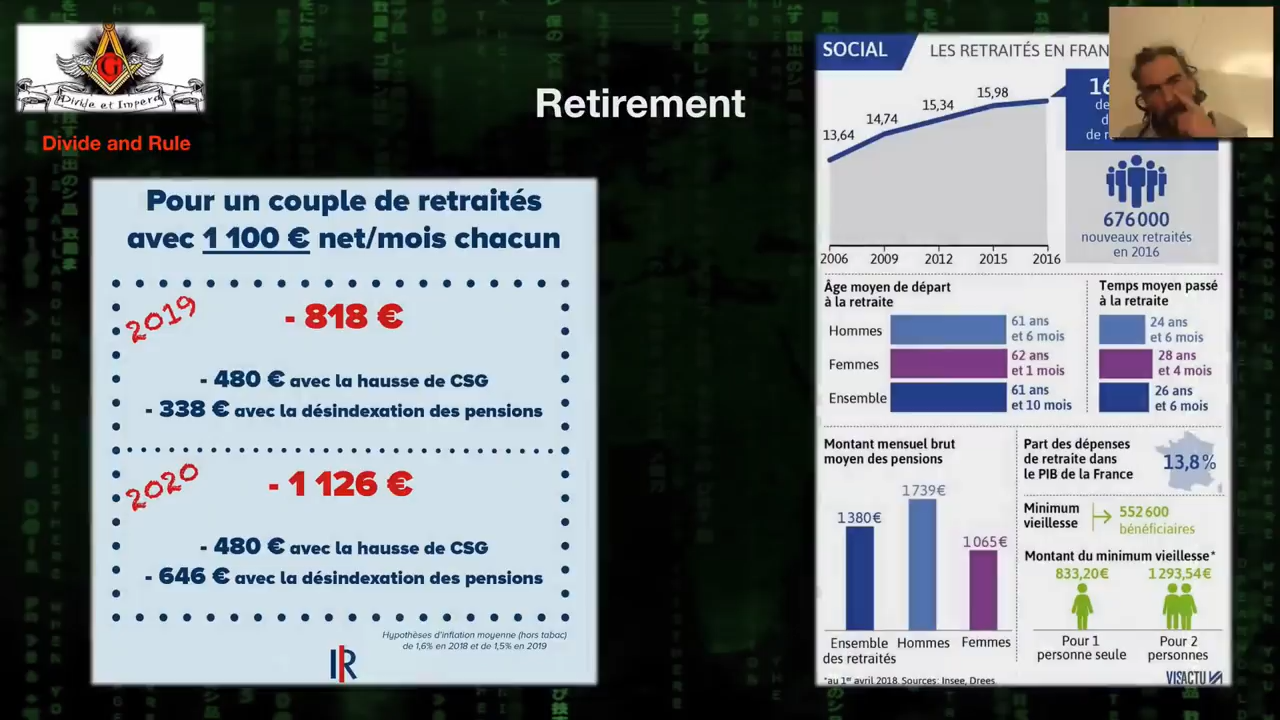 Divide et Impera
G
Divide and Rule
Retirement
Pour un couple de retraités
avec 1 100 € net/mois chacun
2019
- 818 €
- 480 € avec la hausse de CSG
- 338 € avec la désindexation des pensions
2020
- 1 126 €
- 480 € avec la hausse de CSG
- 646 € avec la désindexation des pensions
Hypothèses d'inflation moyenne (hors tabac)
de 1,6% en 2018 et de 1,5% en 2019
SOCIAL
LES RETRAITÉS EN FRAN
13,64
14,74
15,34
15,98
16
de
d
de r
676 000
nouveaux retraités
en 2016
2006 2009 2012 2015 2016
Âge moyen de départ
à la retraite
Hommes
61 ans
et 6 mois
Femmes
62 ans
et 1 mois
Ensemble
61 ans
et 10 mois
Temps moyen passé
à la retraite
24 ans
et 6 mois
28 ans
et 4 mois
26 ans
et 6 mois
Montant mensuel brut
moyen des pensions
1380€
1739€
1065€
Ensemble
des retraités
Hommes
Femmes
Part des dépenses
de retraite dans
le PIB de la France
13,8%
Minimum
vieillesse
552 600
bénéficiaires
Montant du minimum vieillesse*
833,20€
1293,54€
Pour 1
personne seule
Pour 2
personnes
*au 1er avril 2018. Sources: Insee, Drees.
VISACTU